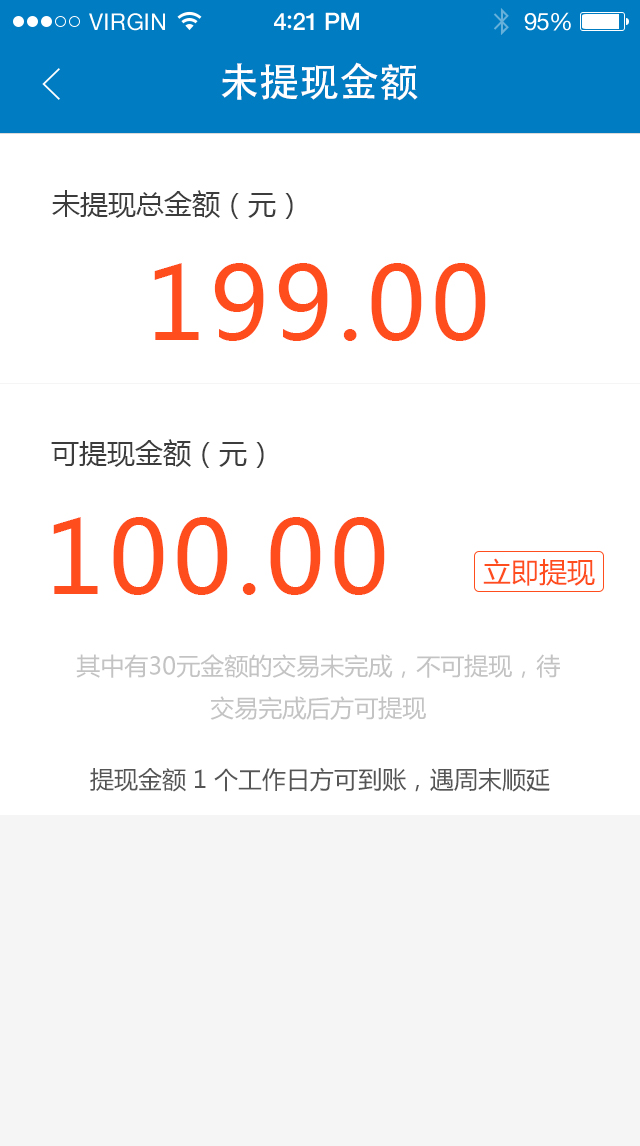 VIRGIN 4:21 PM 95%
未提现金额
未提现总金额（元）
199.00
可提现金额（元）
100.00
立即提现
其中有30元金额的交易未完成，不可提现，待
交易完成后方可提现
提现金额 1 个工作日方可到账，遇周末顺延